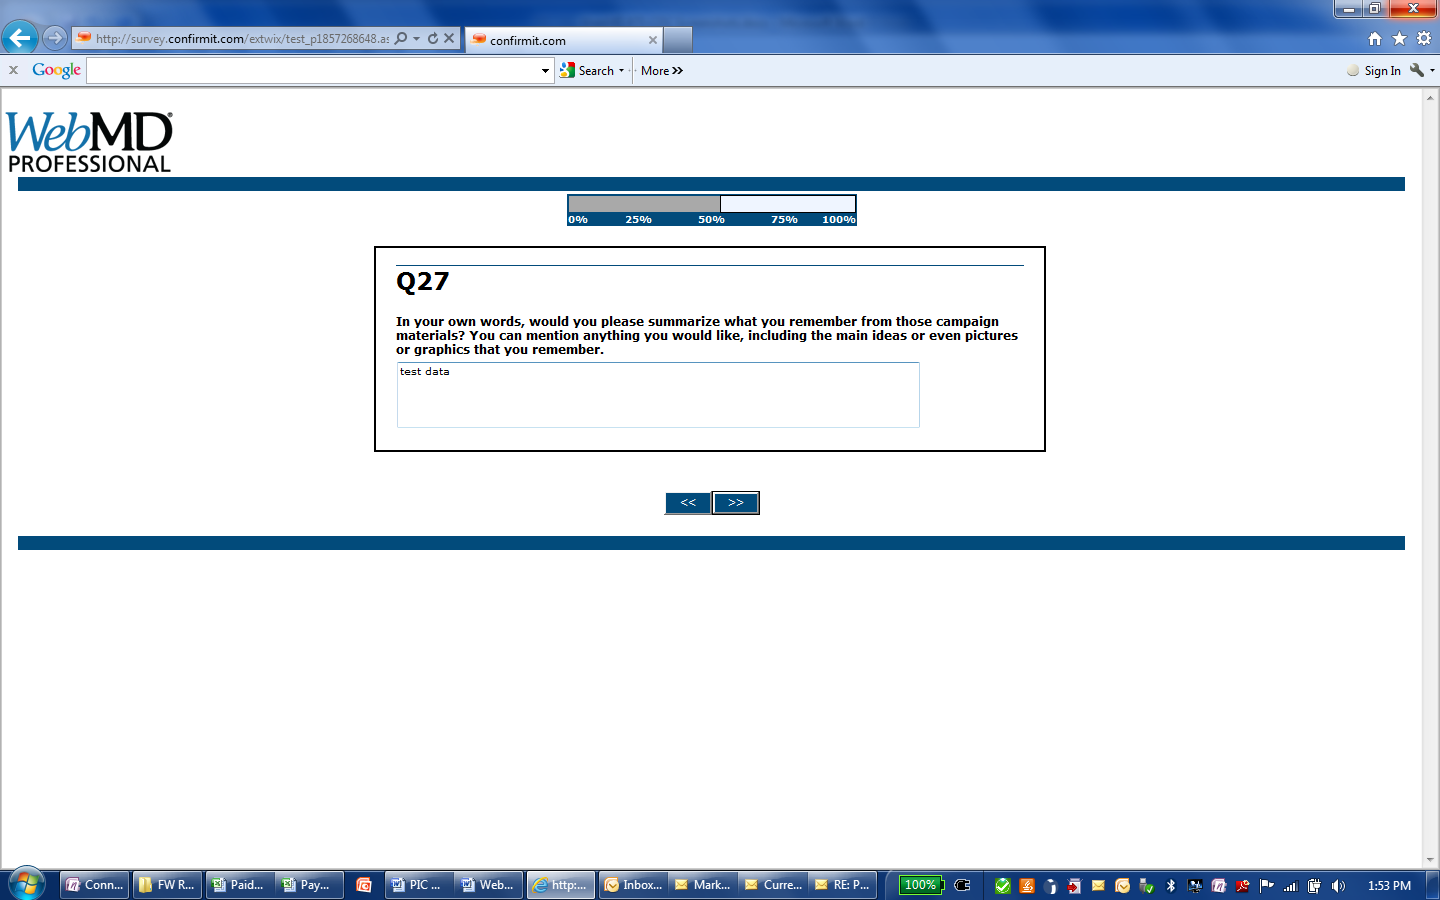 http://survey.confirmit.com/extwix/test_p1857268648.as
confirmit.com
Google
Search
More
Sign In
WebMD®
PROFESSIONAL
0% 25% 50% 75% 100%
Q27
In your own words, would you please summarize what you remember from those campaign
materials? You can mention anything you would like, including the main ideas or even pictures
or graphics that you remember.
test data
<< >>
Conn... FW R... Paid... Pay... PIC ... Web... http:... Inbox... Mark... Curre... RE: P... 100% 1:53 PM